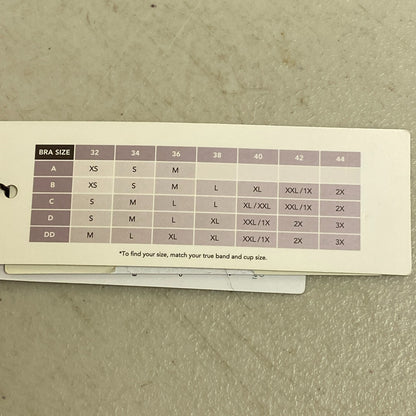 BRA SIZE 32 34 36 38 40 42 44
A XS S M
B XS S M L XL XXL/1X 2X
C S M L L XL/XXL XXL/1X 2X
D S M L XL XXL/1X 2X 3X
DD M L XL XL XXL/1X 2X 3X
*To find your size, match your true band and cup size.